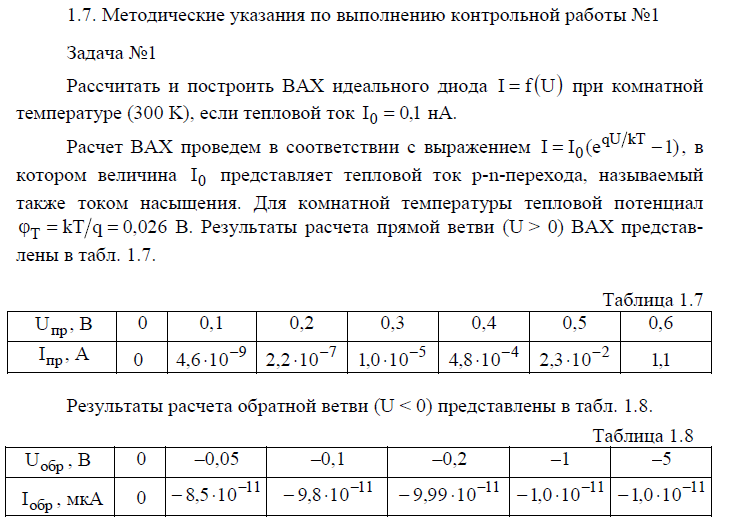 1.7. Методические указания по выполнению контрольной работы №1
Задача №1
Рассчитать и построить ВАХ идеального диода I = f(U) при комнатной
температуре (300 K), если тепловой ток I₀ = 0,1 нА.
Расчет ВАХ проведем в соответствии с выражением I = I₀(e^{qU/kT} − 1), в
котором величина I₀ представляет тепловой ток p-n-перехода, называемый
также током насыщения. Для комнатной температуры тепловой потенциал
φ_T = kT/q = 0,026 В. Результаты расчета прямой ветви (U > 0) ВАХ представ-
лены в табл. 1.7.
Таблица 1.7
U_пр, В 0 0,1 0,2 0,3 0,4 0,5 0,6
I_пр, А 0 4,6·10⁻⁹ 2,2·10⁻⁷ 1,0·10⁻⁵ 4,8·10⁻⁴ 2,3·10⁻² 1,1
Результаты расчета обратной ветви (U < 0) представлены в табл. 1.8.
Таблица 1.8
U_обр, В 0 –0,05 –0,1 –0,2 –1 –5
I_обр, мкА 0 −8,5·10⁻¹¹ −9,8·10⁻¹¹ −9,99·10⁻¹¹ −1,0·10⁻¹¹ −1,0·10⁻¹¹